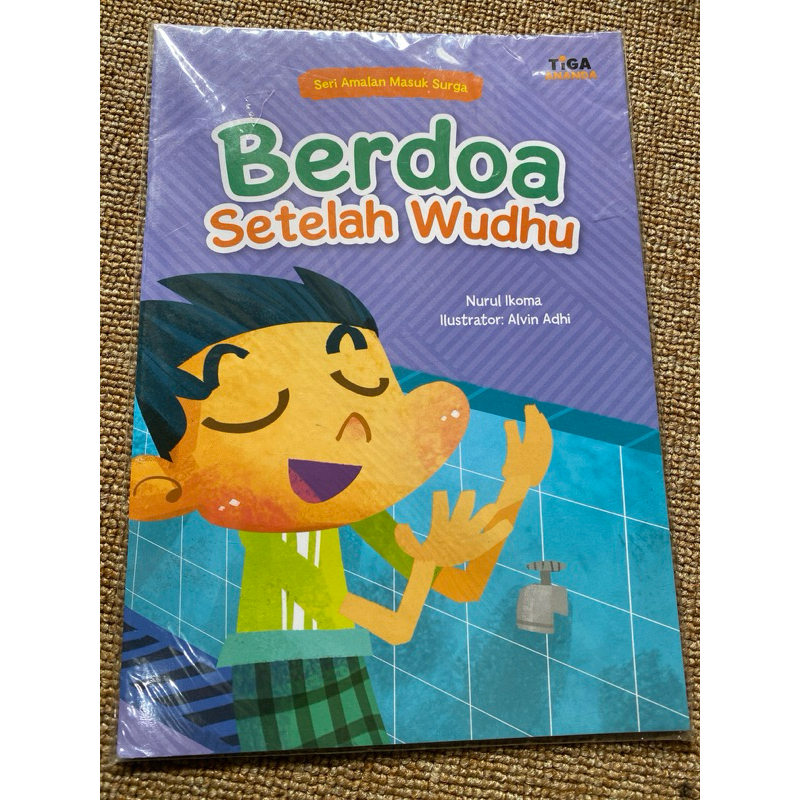 Seri Amalan Masuk Surga
TiGA
ANANDA
Berdoa
Setelah Wudhu
Nurul Ikoma
Ilustrator: Alvin Adhi